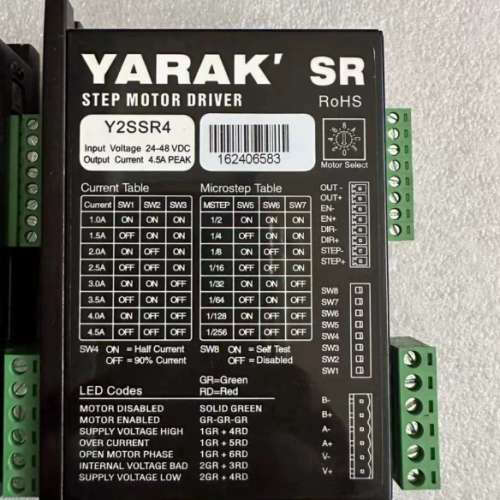 YARAK' SR
STEP MOTOR DRIVER
RoHS
Y2SSR4
Input Voltage 24-48 VDC
Output Current 4.5A PEAK
162406583
Motor Select
Current Table
Current SW1 SW2 SW3
1.0A ON ON ON
1.5A OFF ON ON
2.0A ON OFF ON
2.5A OFF OFF ON
3.0A ON ON OFF
3.5A OFF ON OFF
4.0A ON OFF OFF
4.5A OFF OFF OFF
SW4 ON = Half Current
OFF = 90% Current
Microstep Table
MSTEP SW5 SW6 SW7
1/2 ON ON ON
1/4 OFF ON ON
1/8 ON OFF ON
1/16 OFF OFF ON
1/32 ON ON OFF
1/64 OFF ON OFF
1/128 ON OFF OFF
1/256 OFF OFF OFF
SW8 ON = Self Test
OFF = Disabled
OUT -
OUT+
EN-
EN+
DIR-
DIR+
STEP-
STEP+
SW8
SW7
SW6
SW5
SW4
SW3
SW2
SW1
B-
B+
A-
A+
V-
V+
GR=Green
LED Codes RD=Red
MOTOR DISABLED SOLID GREEN
MOTOR ENABLED GR-GR-GR
SUPPLY VOLTAGE HIGH 1GR + 4RD
OVER CURRENT 1GR + 5RD
OPEN MOTOR PHASE 1GR + 6RD
INTERNAL VOLTAGE BAD 2GR + 3RD
SUPPLY VOLTAGE LOW 2GR + 4RD